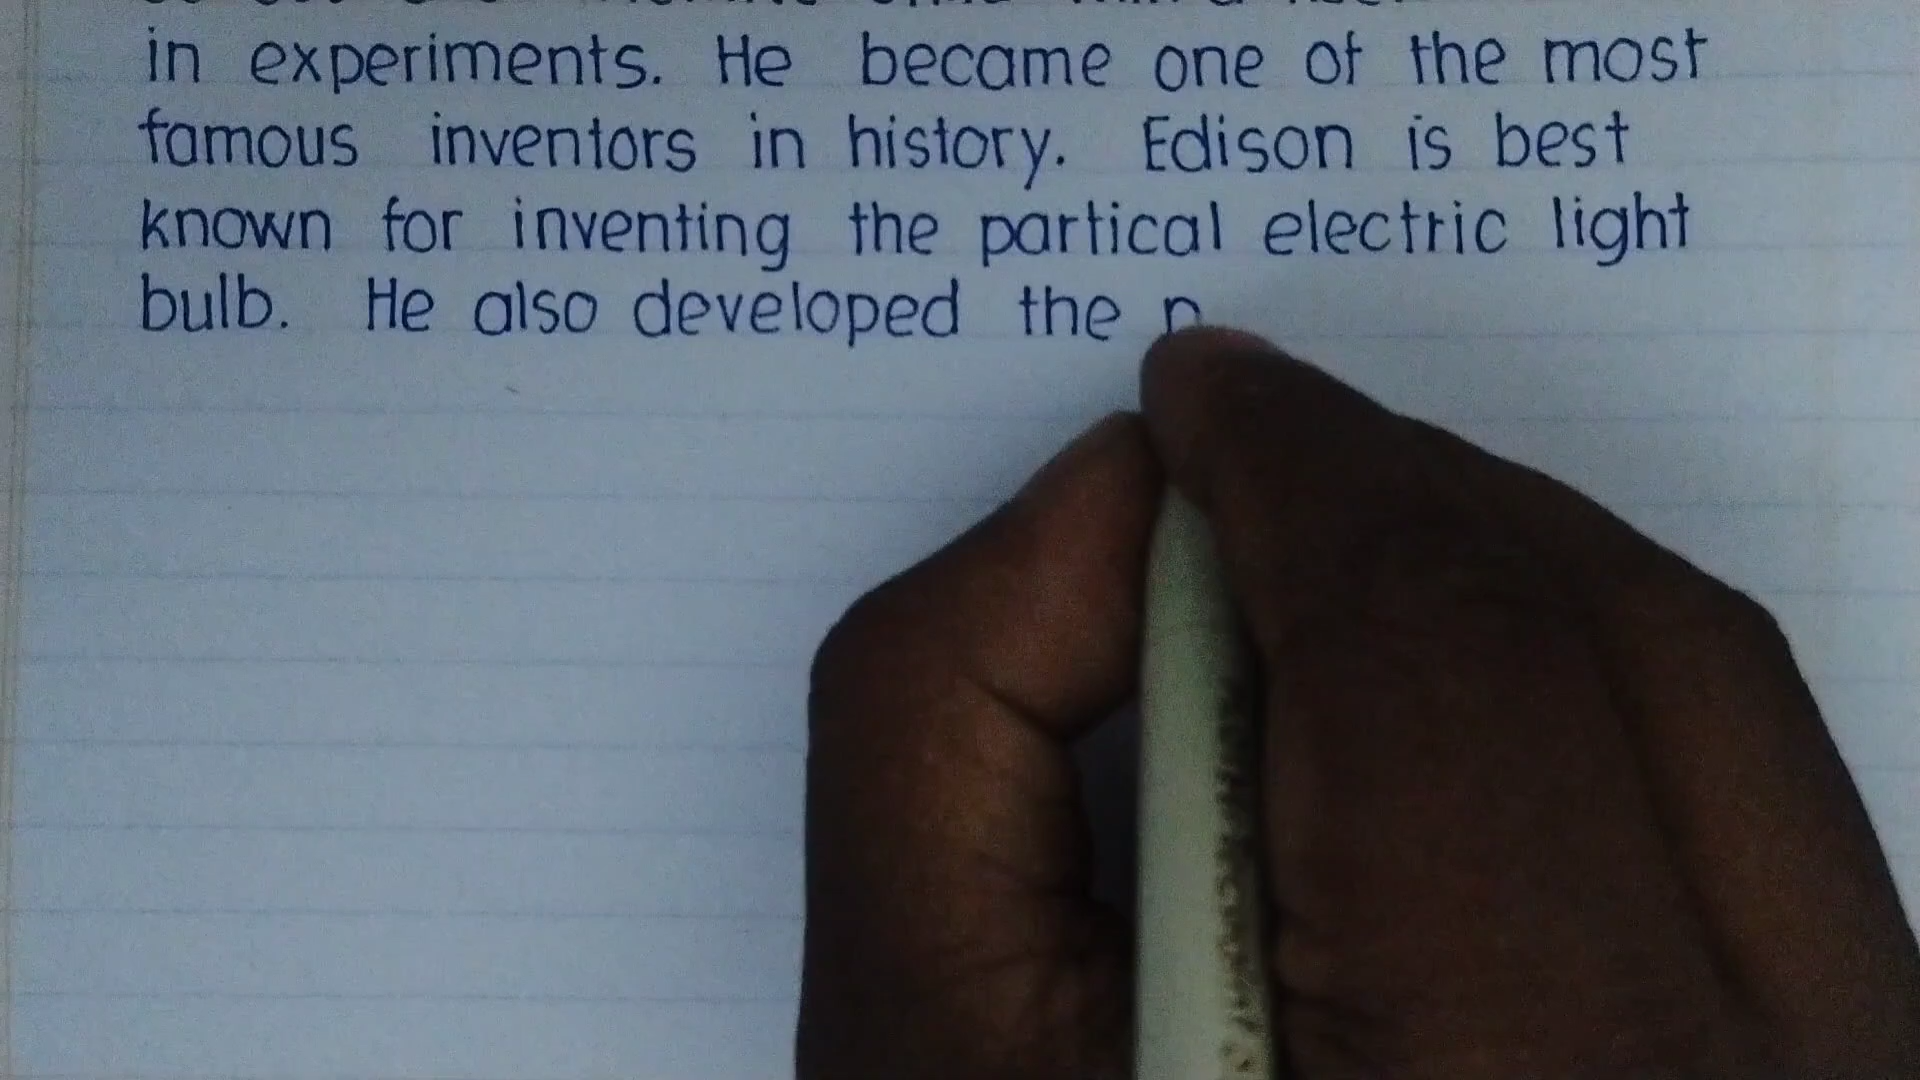 in experiments. He became one of the most
famous inventors in history. Edison is best
known for inventing the partical electric light
bulb. He also developed the